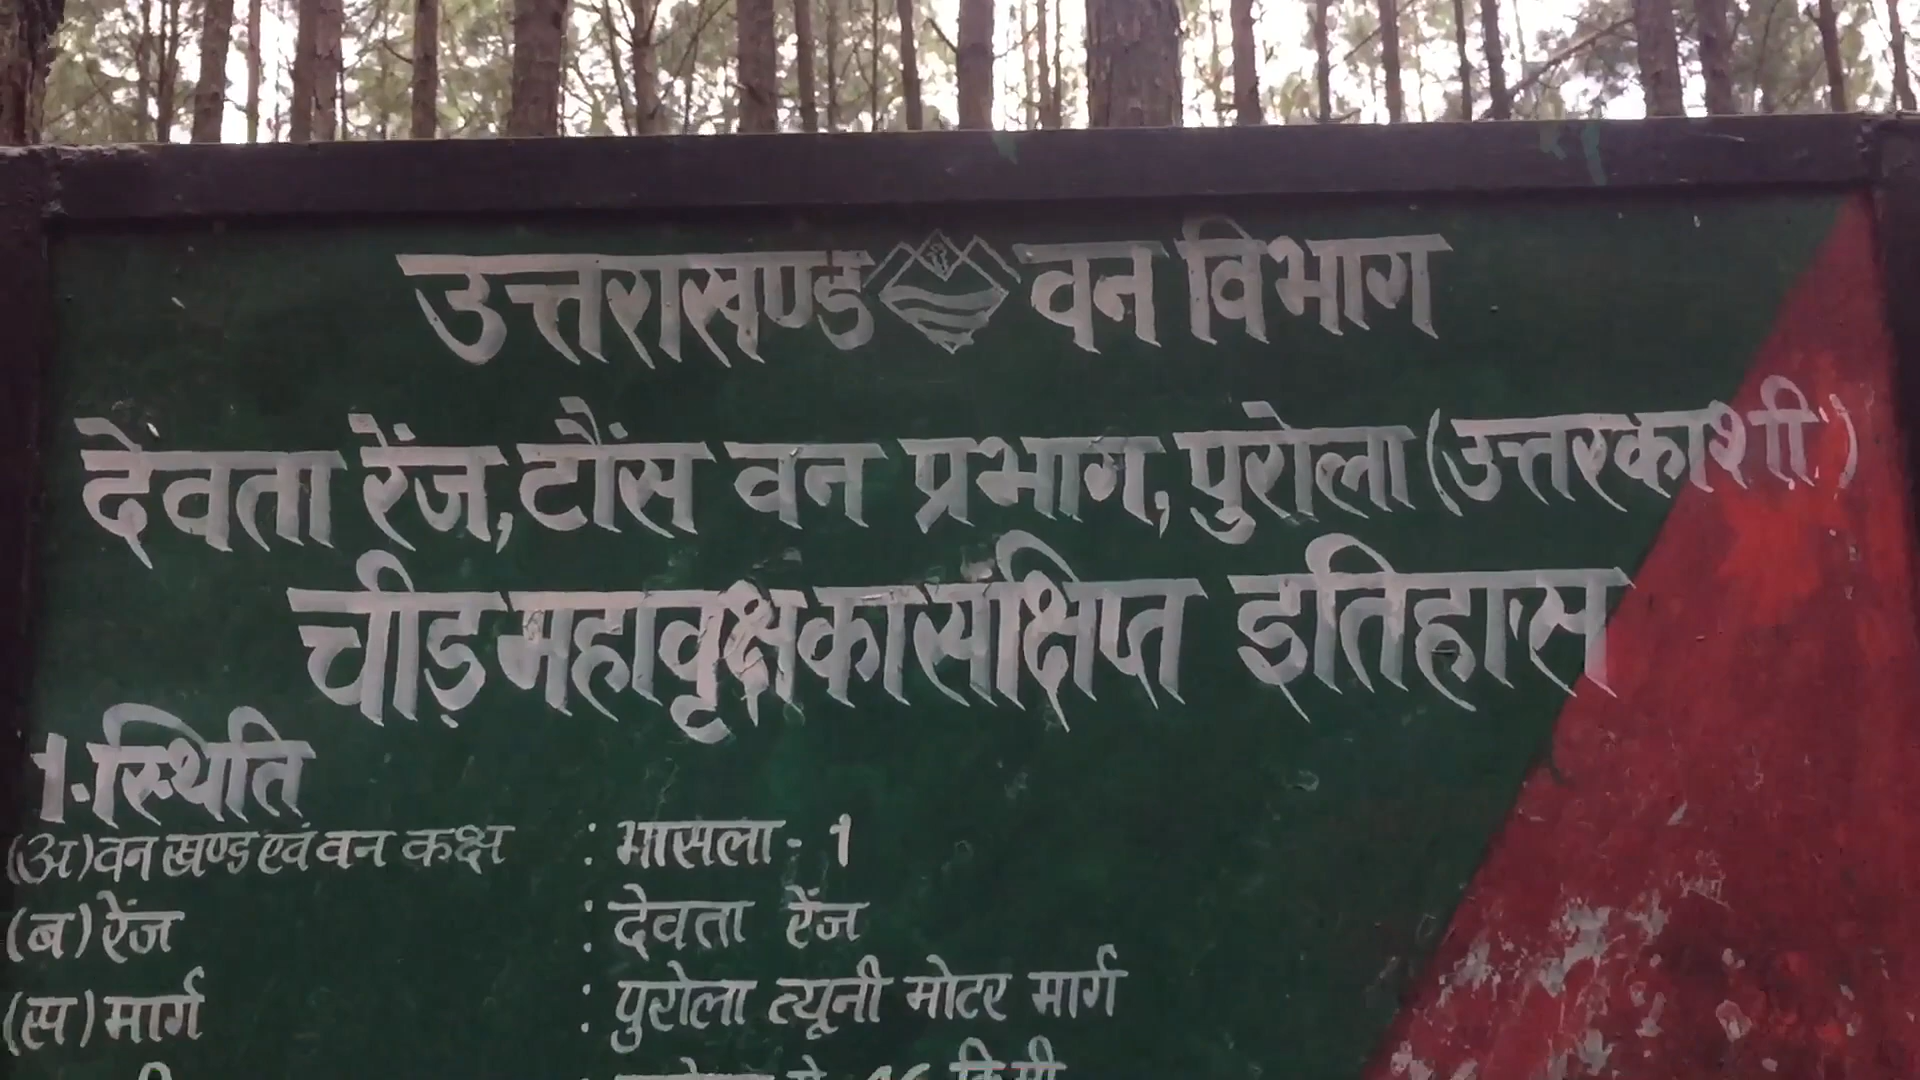 उत्तराखण्ड वन विभाग
देवता रेंज, टौंस वन प्रभाग, पुरोला (उत्तरकाशी)
चीड़ महावृक्ष का संक्षिप्त इतिहास
1-स्थिति
(अ) वन खण्ड एवं वन कक्ष : भासला - 1
(ब) रेंज : देवता रेंज
(स) मार्ग : पुरोला त्यूनी मोटर मार्ग